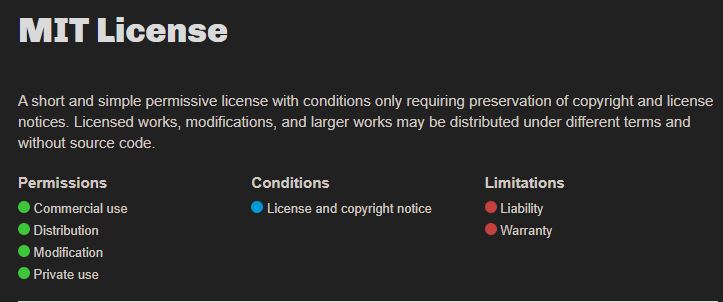 MIT License
A short and simple permissive license with conditions only requiring preservation of copyright and license
notices. Licensed works, modifications, and larger works may be distributed under different terms and
without source code.
Permissions
Commercial use
Distribution
Modification
Private use
Conditions
License and copyright notice
Limitations
Liability
Warranty